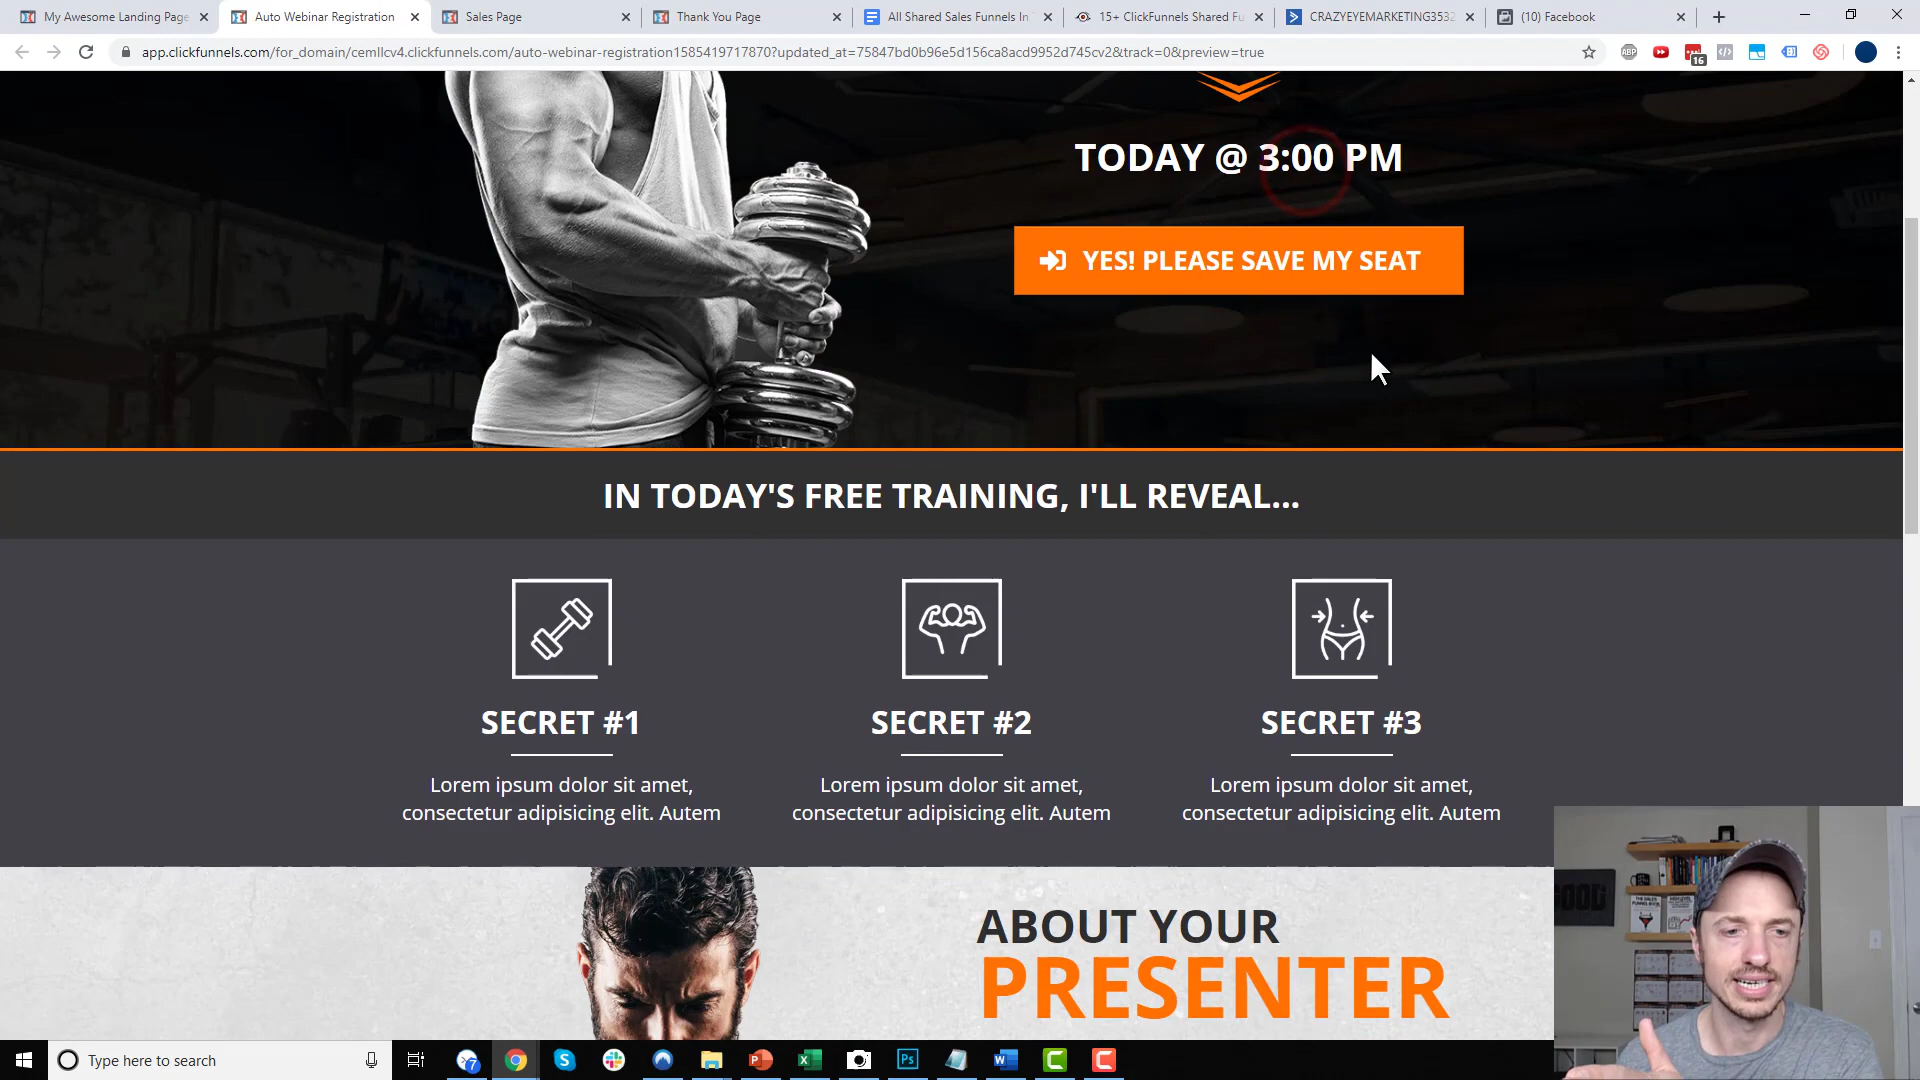 My Awesome Landing Page
Auto Webinar Registration
Sales Page
Thank You Page
All Shared Sales Funnels In
15+ ClickFunnels Shared Fu
CRAZYEYEMARKETING3532
(10) Facebook
app.clickfunnels.com/for_domain/cemllcv4.clickfunnels.com/auto-webinar-registration1585419717870?updated_at=75847bd0b96e5d156ca8acd9952d745cv2&track=0&preview=true
ABP
16
TODAY @ 3:00 PM
YES! PLEASE SAVE MY SEAT
IN TODAY'S FREE TRAINING, I'LL REVEAL...
SECRET #1
Lorem ipsum dolor sit amet,
consectetur adipisicing elit. Autem
SECRET #2
Lorem ipsum dolor sit amet,
consectetur adipisicing elit. Autem
SECRET #3
Lorem ipsum dolor sit amet,
consectetur adipisicing elit. Autem
ABOUT YOUR
PRESENTER
Type here to search
7